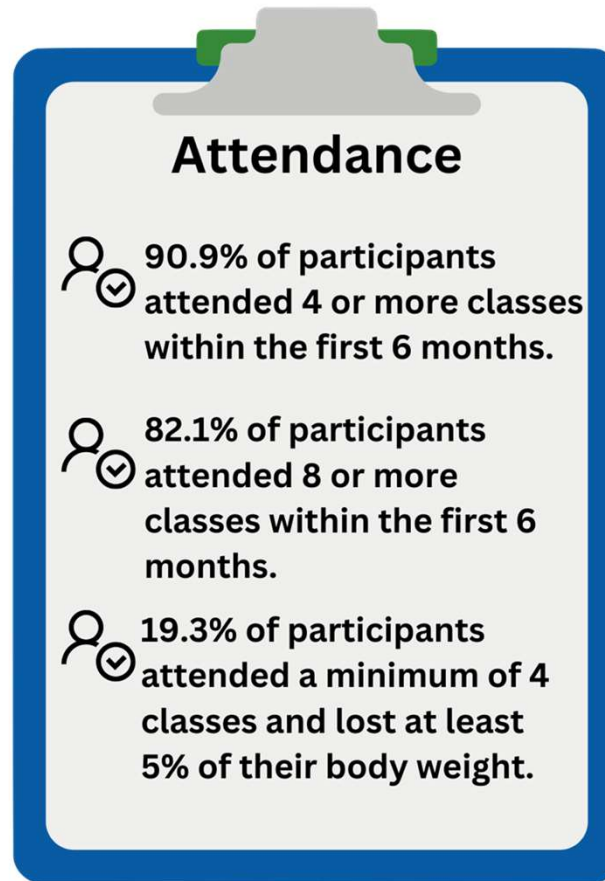 Attendance
90.9% of participants
attended 4 or more classes
within the first 6 months.
82.1% of participants
attended 8 or more
classes within the first 6
months.
19.3% of participants
attended a minimum of 4
classes and lost at least
5% of their body weight.